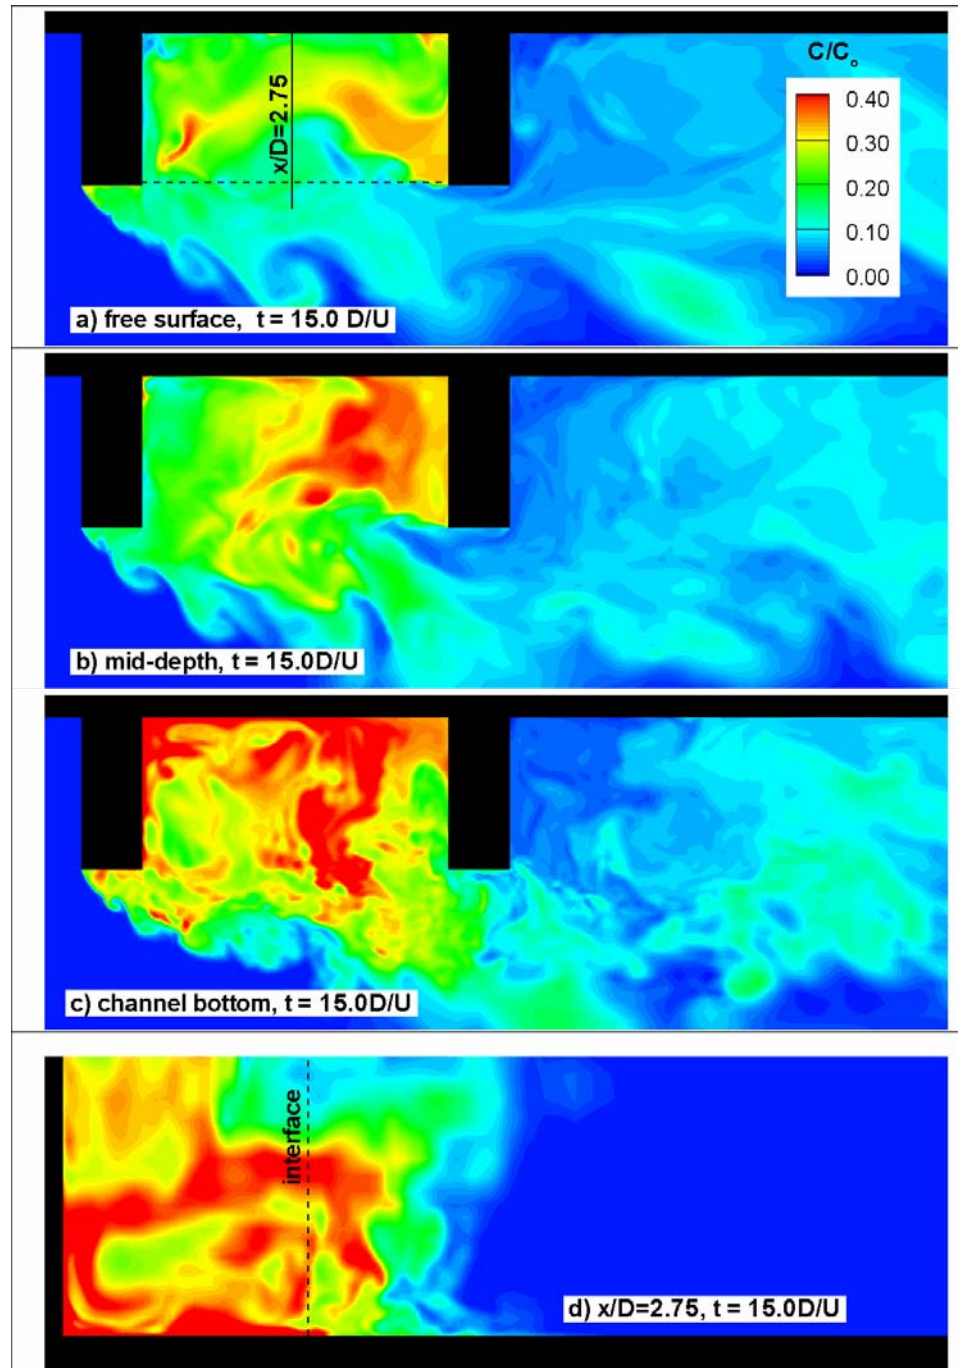 C/C₀
0.40
0.30
0.20
0.10
0.00
x/D=2.75
a) free surface, t = 15.0 D/U
b) mid-depth, t = 15.0D/U
c) channel bottom, t = 15.0D/U
interface
d) x/D=2.75, t = 15.0D/U